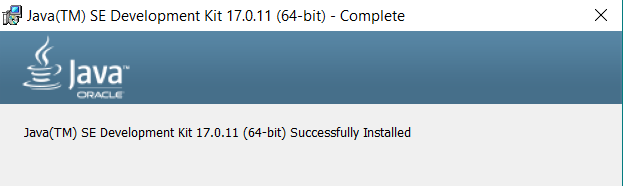 Java(TM) SE Development Kit 17.0.11 (64-bit) - Complete
Java™
ORACLE
Java(TM) SE Development Kit 17.0.11 (64-bit) Successfully Installed